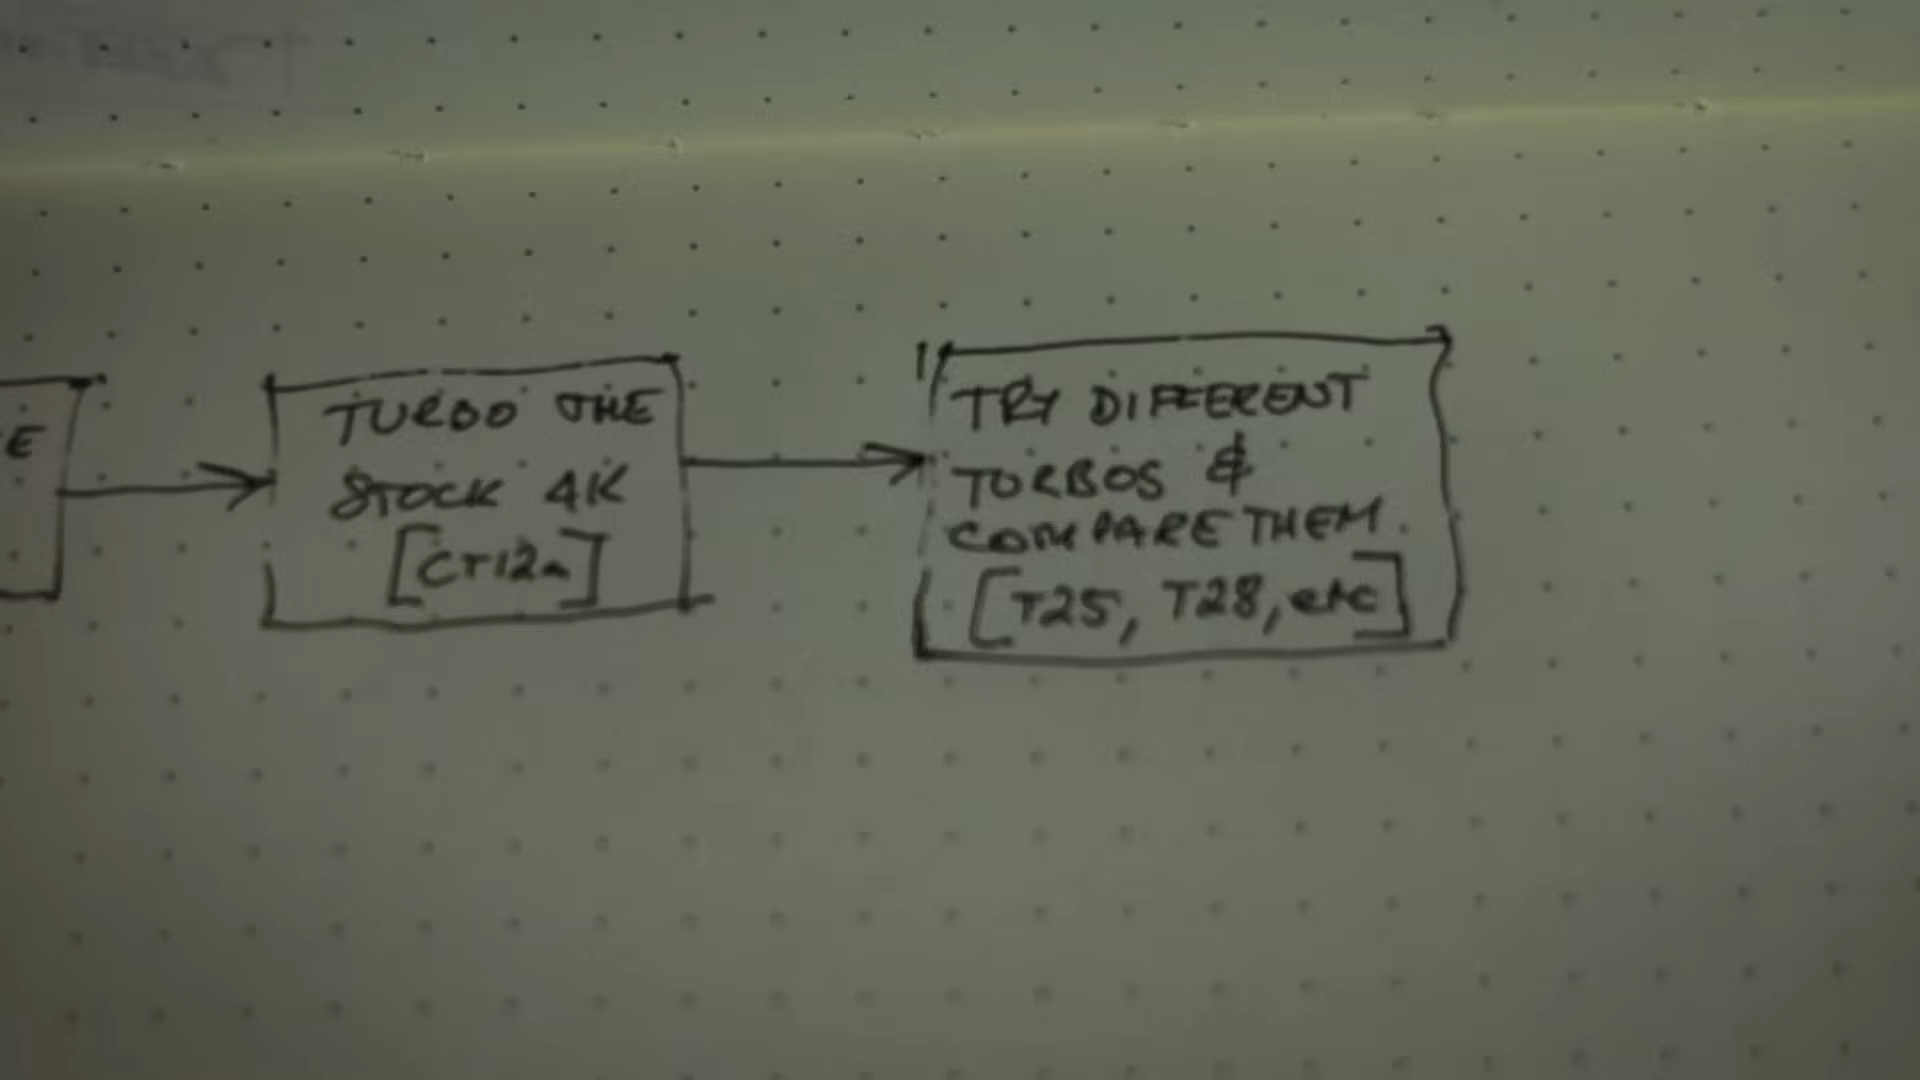 E
TURBO THE
STOCK 4K
[CT12a]
TRY DIFFERENT
TURBOS &
COMPARE THEM.
[T25, T28, etc]